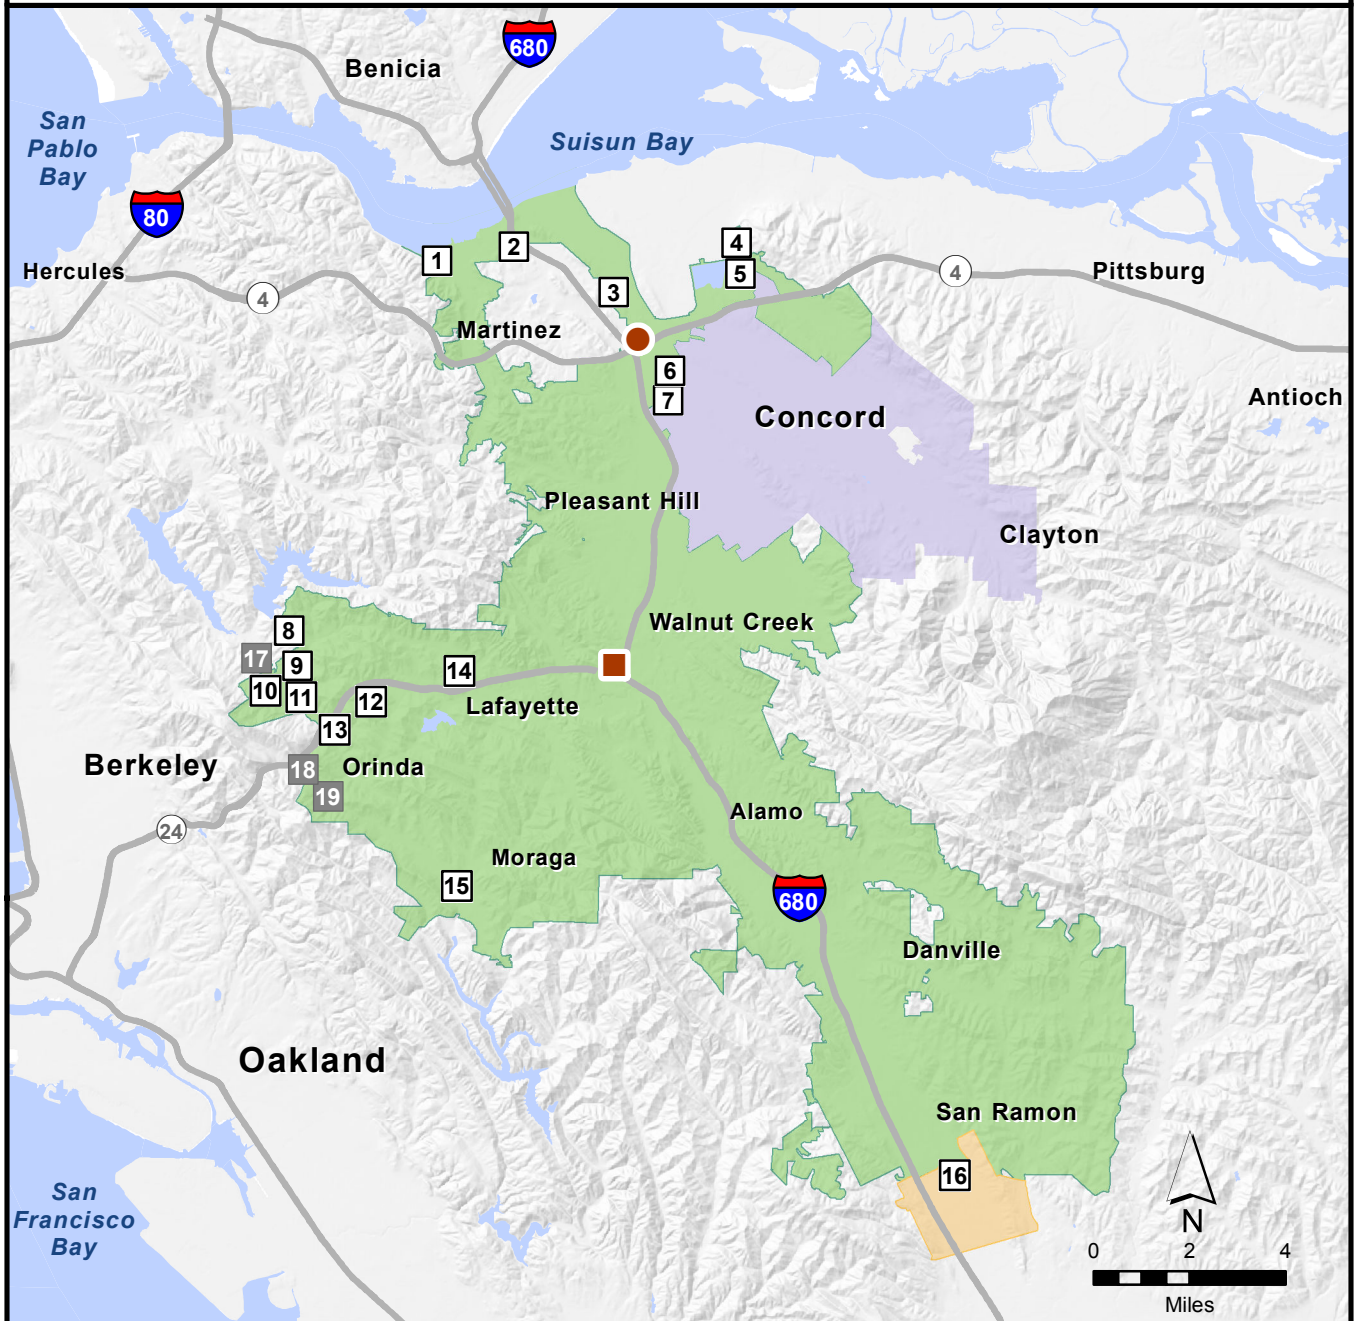 680
Benicia
San
Pablo
Bay
Suisun Bay
80
1
2
4
5
Hercules
4
3
4
Pittsburg
Martinez
6
7
Antioch
Concord
Pleasant Hill
Clayton
Walnut Creek
8
17
9
10
11
12
14
Lafayette
13
Berkeley
18
Orinda
19
24
Alamo
Moraga
15
680
Danville
Oakland
San Ramon
16
San
Francisco
Bay
N
0 2 4
Miles